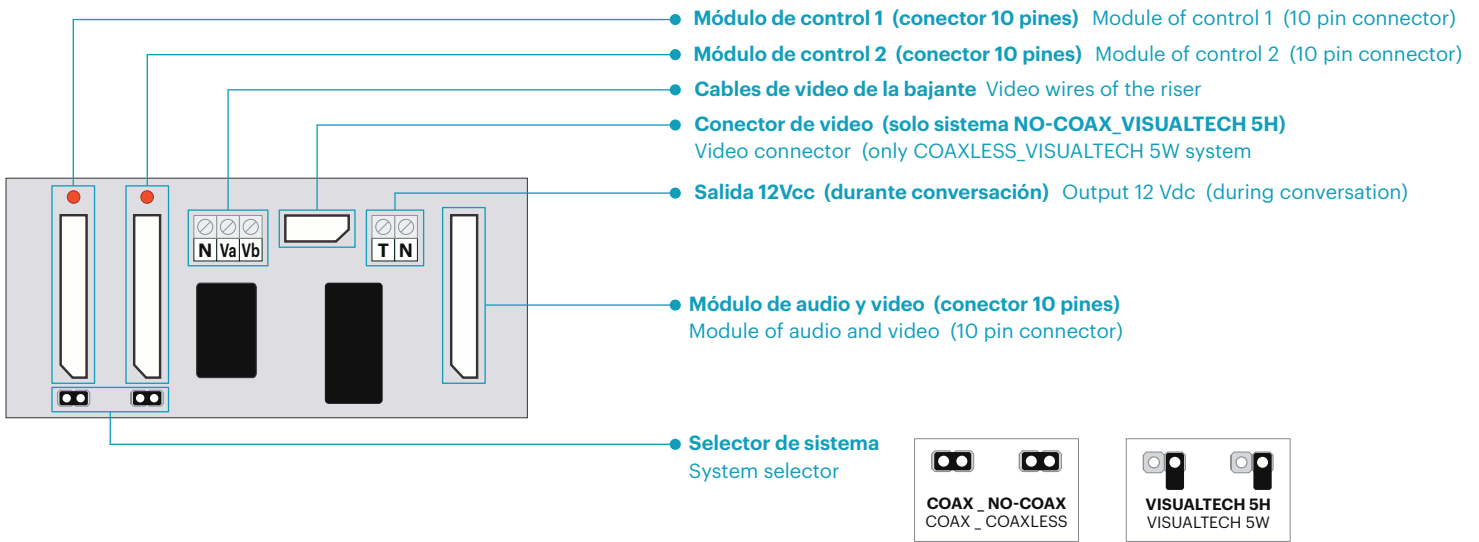 Módulo de control 1 (conector 10 pines) Module of control 1 (10 pin connector)
Módulo de control 2 (conector 10 pines) Module of control 2 (10 pin connector)
Cables de video de la bajante Video wires of the riser
Conector de video (solo sistema NO-COAX_VISUALTECH 5H)
Video connector (only COAXLESS_VISUALTECH 5W system
Salida 12Vcc (durante conversación) Output 12 Vdc (during conversation)
N Va Vb
T N
Módulo de audio y video (conector 10 pines)
Module of audio and video (10 pin connector)
Selector de sistema
System selector
COAX _ NO-COAX
COAX _ COAXLESS
VISUALTECH 5H
VISUALTECH 5W